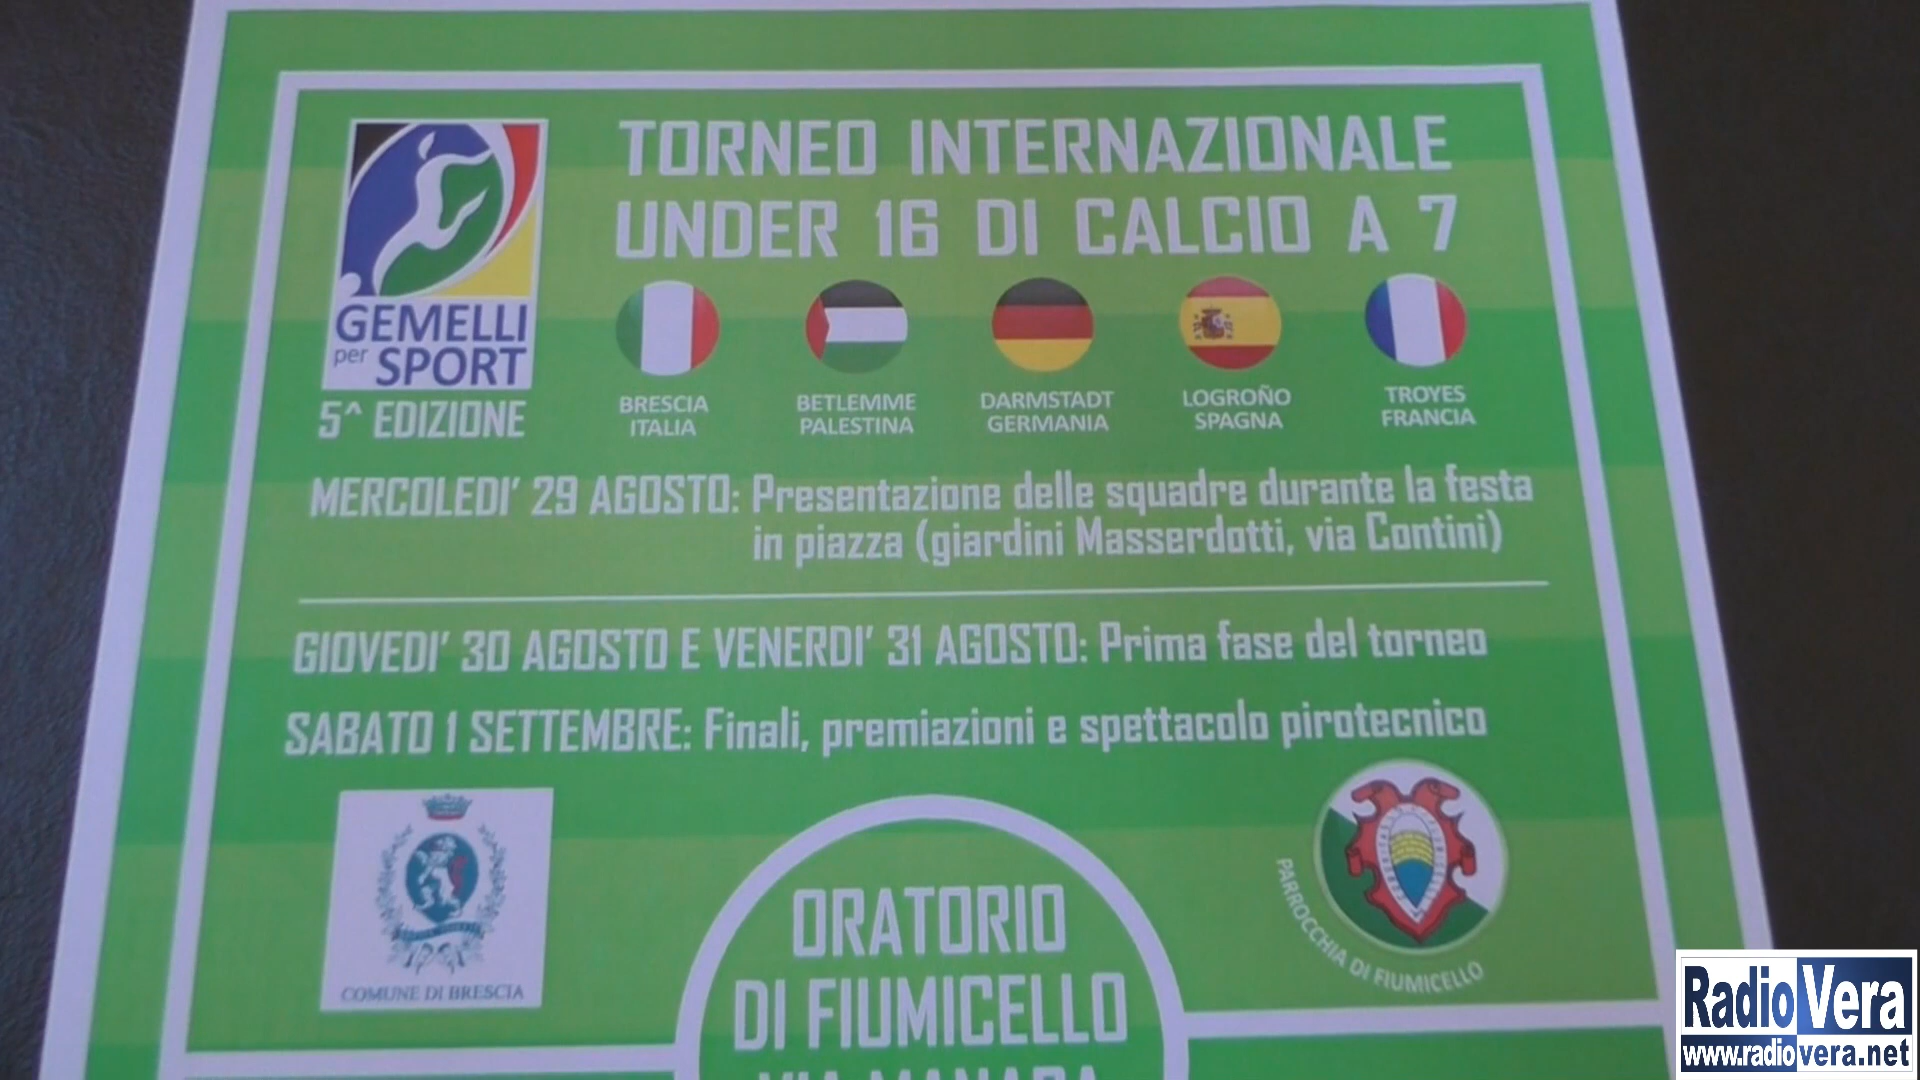 TORNEO INTERNAZIONALE
UNDER 16 DI CALCIO A 7
GEMELLI
per SPORT
5^ EDIZIONE
BRESCIA
ITALIA
BETLEMME
PALESTINA
DARMSTADT
GERMANIA
LOGROÑO
SPAGNA
TROYES
FRANCIA
MERCOLEDI' 29 AGOSTO: Presentazione delle squadre durante la festa
in piazza (giardini Masserdotti, via Contini)
GIOVEDI' 30 AGOSTO E VENERDI' 31 AGOSTO: Prima fase del torneo
SABATO 1 SETTEMBRE: Finali, premiazioni e spettacolo pirotecnico
COMUNE DI BRESCIA
ORATORIO
DI FIUMICELLO
VIA MANARA
PARROCCHIA DI FIUMICELLO
RadioVera
www.radiovera.net